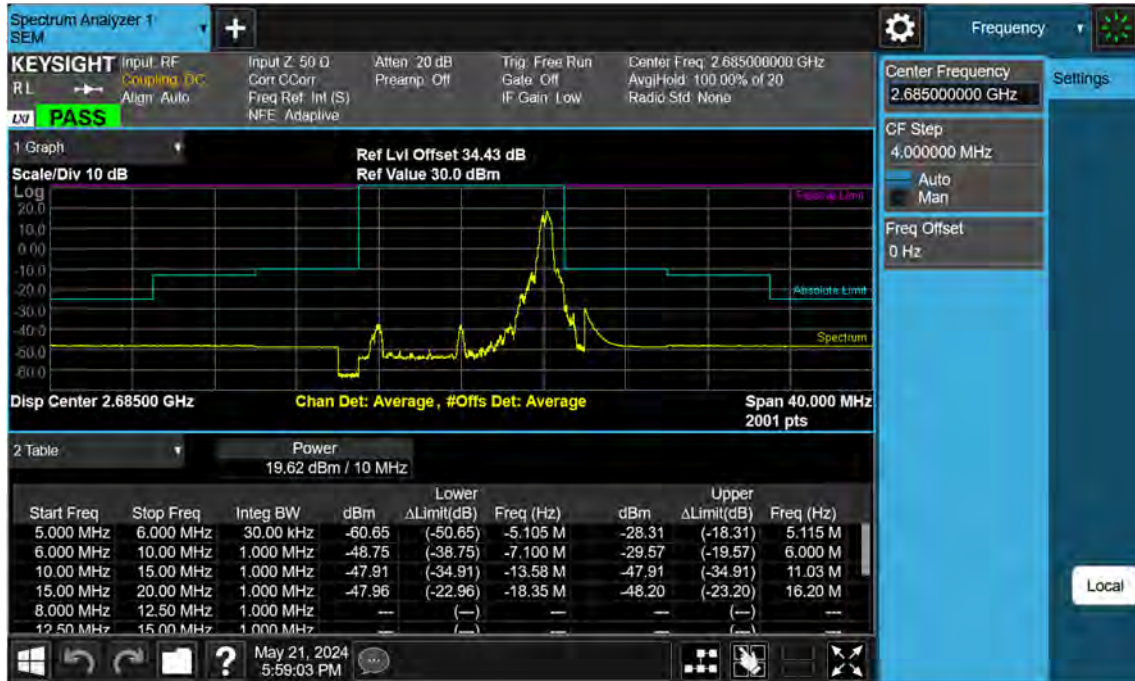 Spectrum Analyzer 1
SEM
Frequency
KEYSIGHT
RL
LXI
PASS
Input: RF
Coupling: DC
Align: Auto
Input Z: 50 Ω
Corr CCorr
Freq Ref: Int (S)
NFE: Adaptive
Atten: 20 dB
Preamp: Off
Trig: Free Run
Gate: Off
IF Gain: Low
Center Freq: 2.685000000 GHz
Avg|Hold: 100.00% of 20
Radio Std: None
Center Frequency
2.685000000 GHz
Settings
CF Step
4.000000 MHz
Auto
Man
Freq Offset
0 Hz
Local
1 Graph
Scale/Div 10 dB
Ref Lvl Offset 34.43 dB
Ref Value 30.0 dBm
Log
20.0
10.0
0.00
-10.0
-20.0
-30.0
-40.0
-50.0
-60.0
Absolute Limit
Spectrum
Disp Center 2.68500 GHz
Chan Det: Average, #Offs Det: Average
Span 40.000 MHz
2001 pts
2 Table
Power
19.62 dBm / 10 MHz
Lower Upper
Start Freq Stop Freq Integ BW dBm ΔLimit(dB) Freq (Hz) dBm ΔLimit(dB) Freq (Hz)
5.000 MHz 6.000 MHz 30.00 kHz -60.65 (-50.65) -5.105 M -28.31 (-18.31) 5.115 M
6.000 MHz 10.00 MHz 1.000 MHz -48.75 (-38.75) -7.100 M -29.57 (-19.57) 6.000 M
10.00 MHz 15.00 MHz 1.000 MHz -47.91 (-34.91) -13.58 M -47.91 (-34.91) 11.03 M
15.00 MHz 20.00 MHz 1.000 MHz -47.96 (-22.96) -18.35 M -48.20 (-23.20) 16.20 M
8.000 MHz 12.50 MHz 1.000 MHz --- (---) --- --- (---) ---
12.50 MHz 15.00 MHz 1.000 MHz --- (---) --- --- (---) ---
May 21, 2024
5:59:03 PM